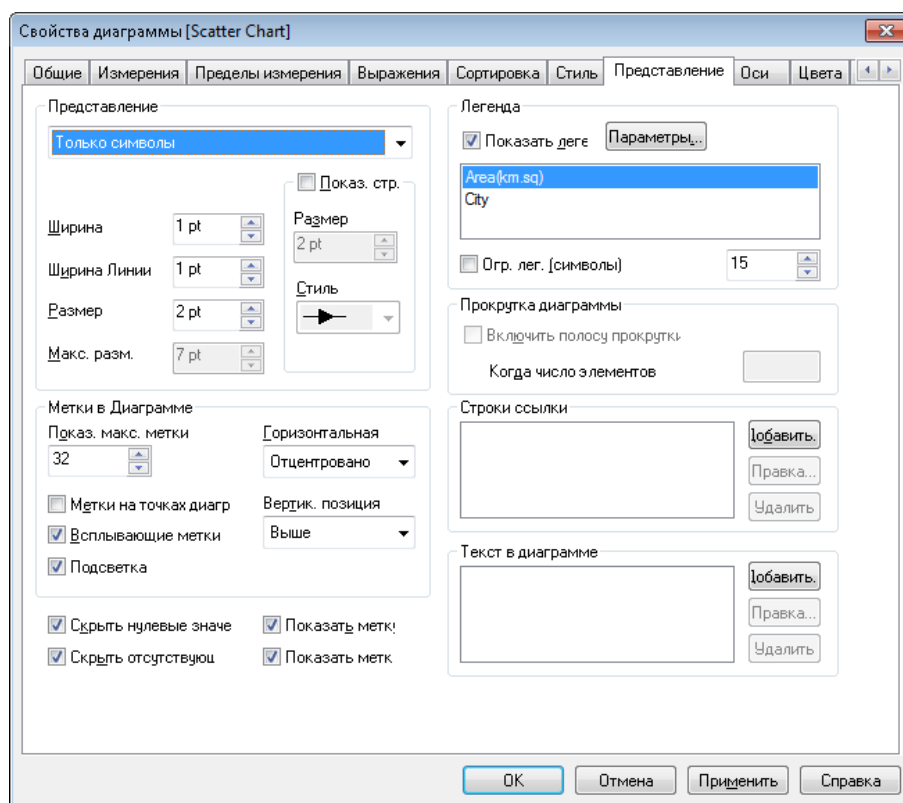 Свойства диаграммы [Scatter Chart]
Общие Измерения Пределы измерения Выражения Сортировка Стиль Представление Оси Цвета
Представление
Только символы
Показ. стр.
Ширина 1 pt
Размер
2 pt
Ширина Линии 1 pt
Стиль
Размер 2 pt
Макс. разм. 7 pt
Метки в Диаграмме
Показ. макс. метки Горизонтальная
32 Отцентровано
Метки на точках диагр Вертик. позиция
Всплывающие метки Выше
Подсветка
Скрыть нулевые значе Показать метку
Скрыть отсутствующ Показать метк
Легенда
Показать леге Параметры...
Area(km.sq)
City
Огр. лег. (символы) 15
Прокрутка диаграммы
Включить полосу прокрутки
Когда число элементов
Строки ссылки
Добавить.
Правка...
Удалить
Текст в диаграмме
Добавить.
Правка...
Удалить
OK Отмена Применить Справка